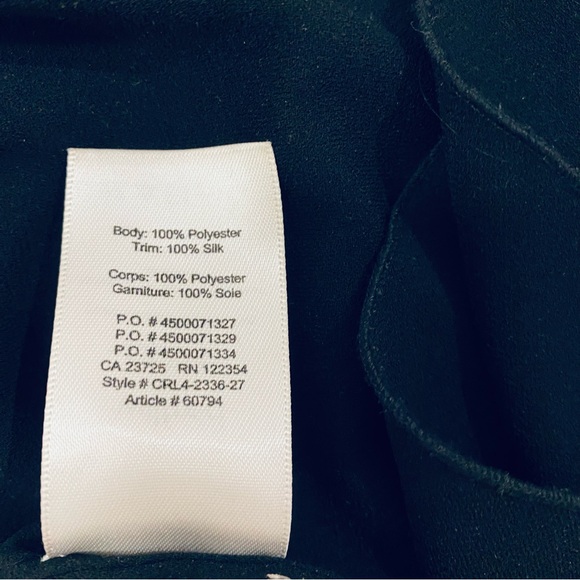 Body: 100% Polyester
Trim: 100% Silk
Corps: 100% Polyester
Garniture: 100% Soie
P.O. # 4500071327
P.O. # 4500071329
P.O. # 4500071334
CA 23725 RN 122354
Style # CRL4-2336-27
Article # 60794